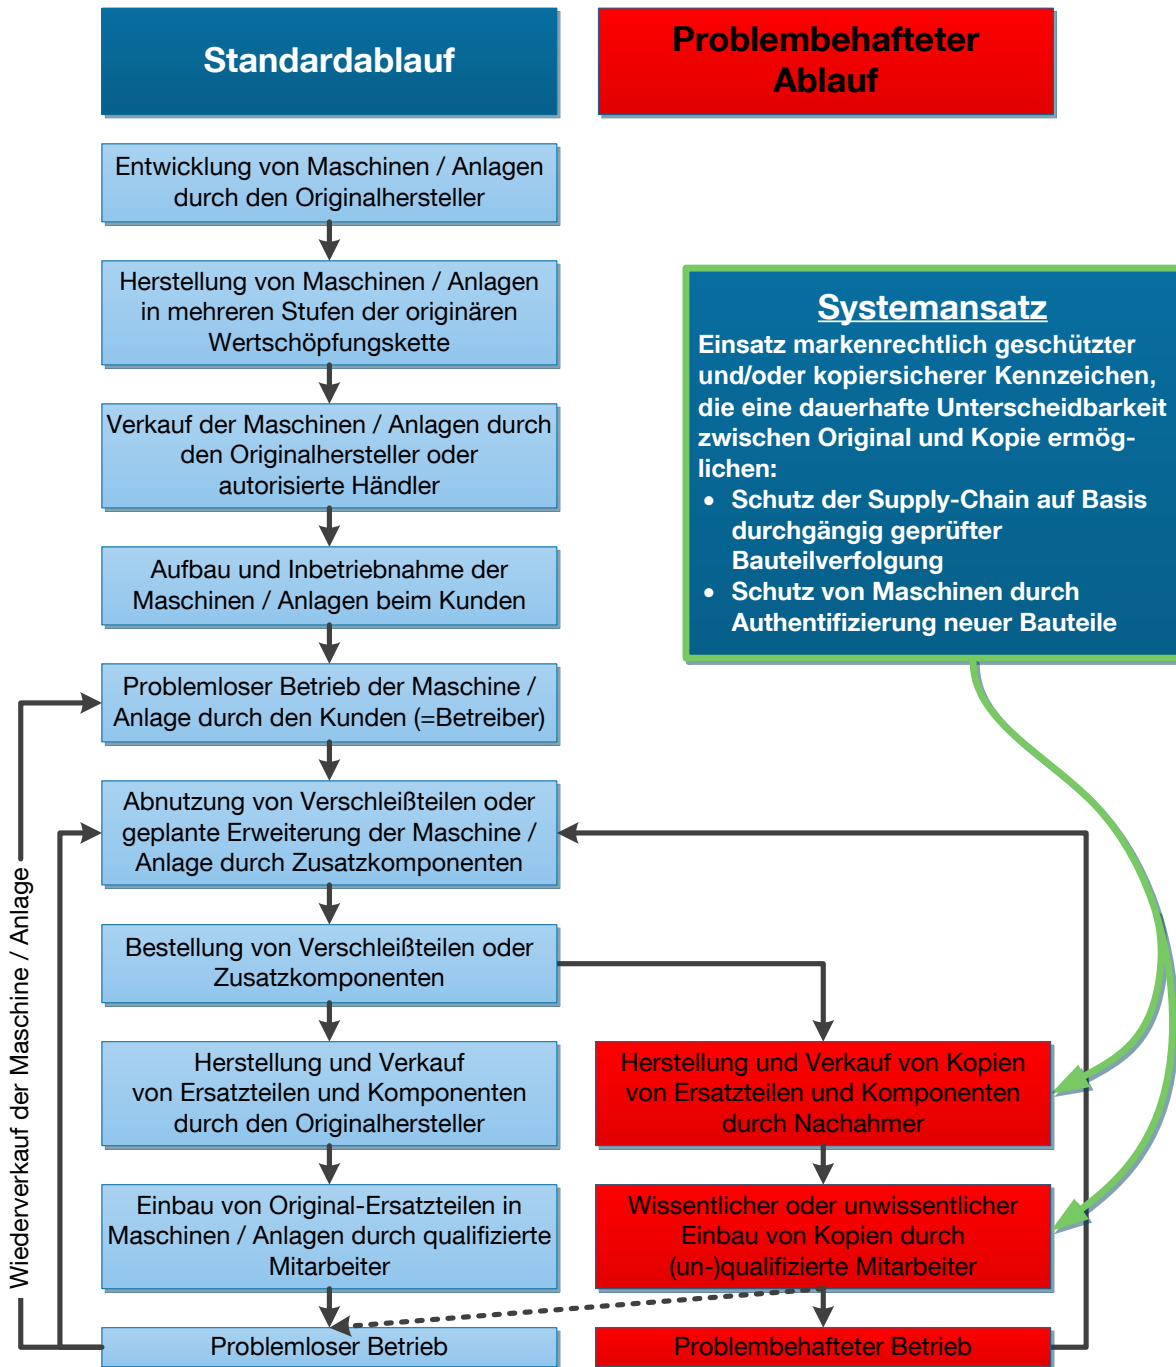 Standardablauf
Problembehafteter
Ablauf
Entwicklung von Maschinen / Anlagen
durch den Originalhersteller
Herstellung von Maschinen / Anlagen
in mehreren Stufen der originären
Wertschöpfungskette
Verkauf der Maschinen / Anlagen durch
den Originalhersteller oder
autorisierte Händler
Aufbau und Inbetriebnahme der
Maschinen / Anlagen beim Kunden
Systemansatz
Einsatz markenrechtlich geschützter
und/oder kopiersicherer Kennzeichen,
die eine dauerhafte Unterscheidbarkeit
zwischen Original und Kopie ermög-
lichen:
• Schutz der Supply-Chain auf Basis
durchgängig geprüfter
Bauteilverfolgung
• Schutz von Maschinen durch
Authentifizierung neuer Bauteile
Problemloser Betrieb der Maschine /
Anlage durch den Kunden (=Betreiber)
Abnutzung von Verschleißteilen oder
geplante Erweiterung der Maschine /
Anlage durch Zusatzkomponenten
Bestellung von Verschleißteilen oder
Zusatzkomponenten
Herstellung und Verkauf
von Ersatzteilen und Komponenten
durch den Originalhersteller
Herstellung und Verkauf von Kopien
von Ersatzteilen und Komponenten
durch Nachahmer
Einbau von Original-Ersatzteilen in
Maschinen / Anlagen durch qualifizierte
Mitarbeiter
Wissentlicher oder unwissentlicher
Einbau von Kopien durch
(un-)qualifizierte Mitarbeiter
Problemloser Betrieb
Problembehafteter Betrieb
Wiederverkauf der Maschine / Anlage